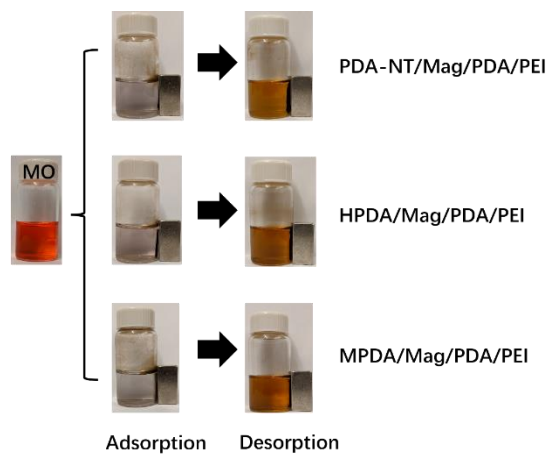 MO
PDA-NT/Mag/PDA/PEI
HPDA/Mag/PDA/PEI
MPDA/Mag/PDA/PEI
Adsorption Desorption